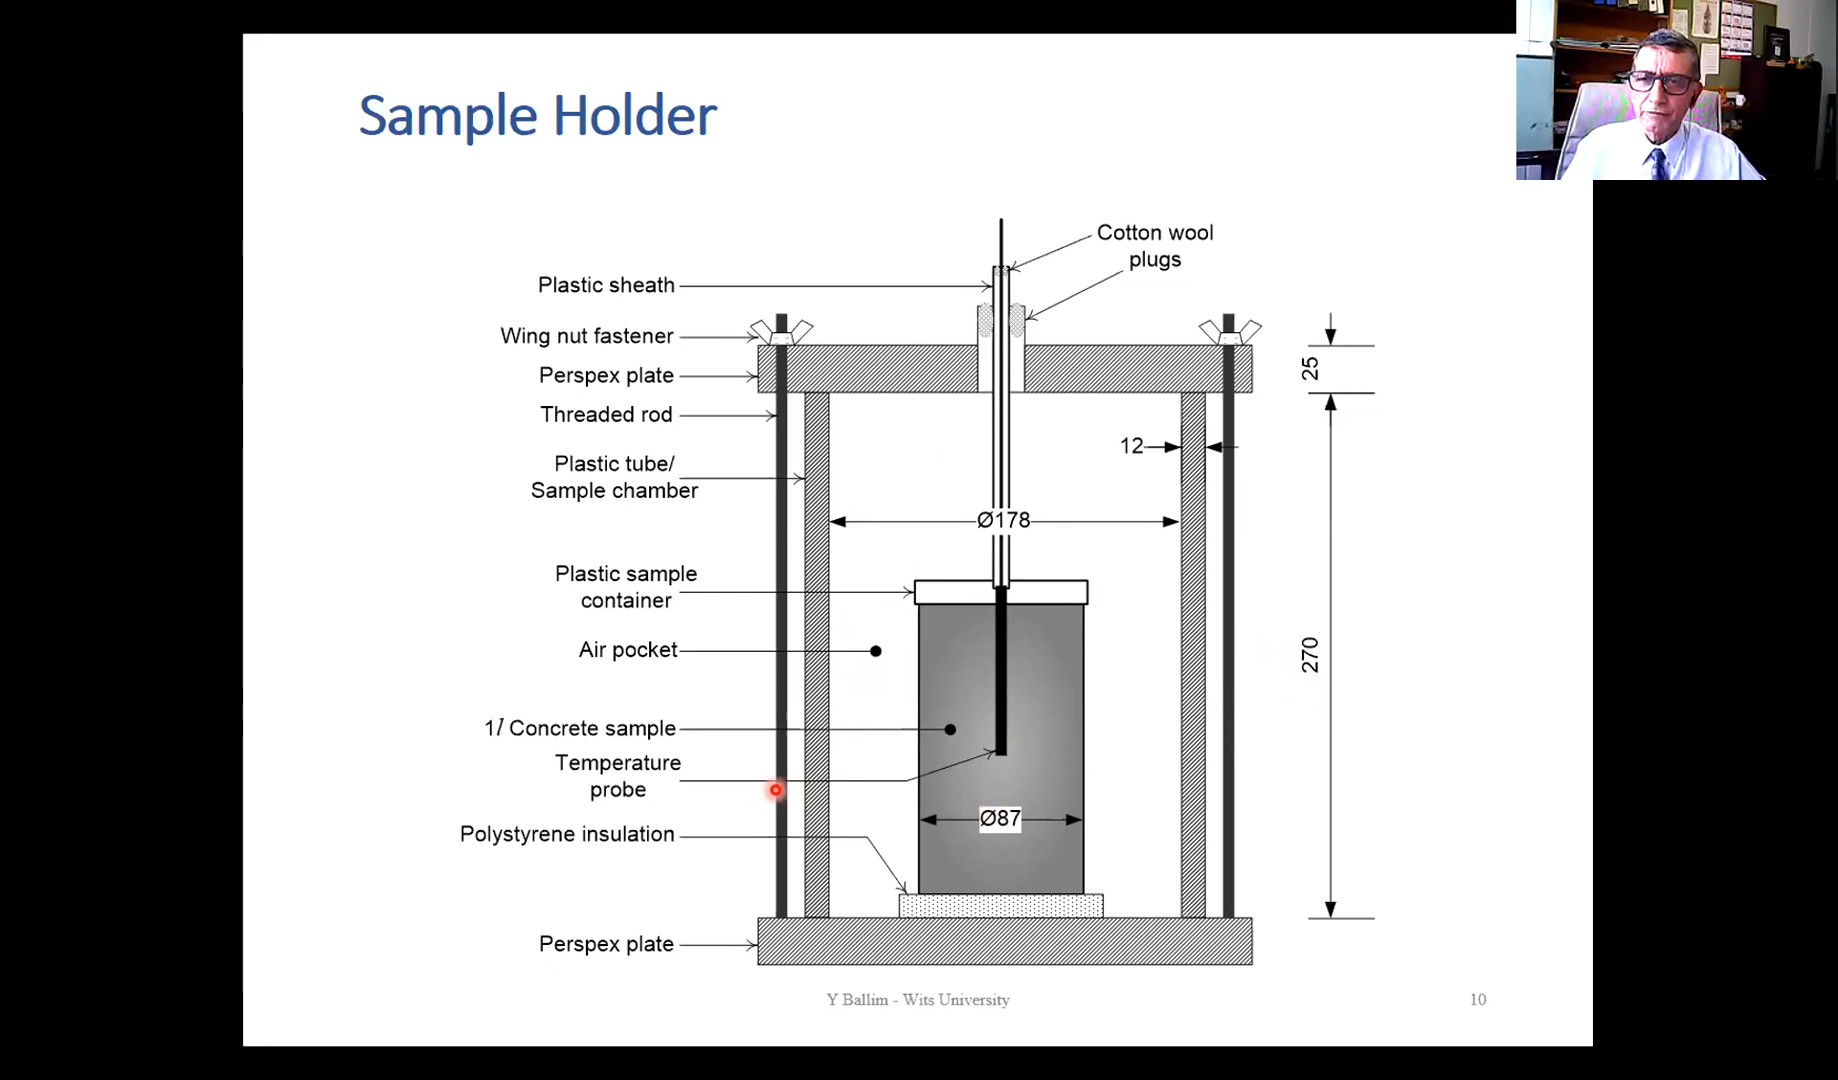 Sample Holder
Cotton wool
plugs
Plastic sheath
Wing nut fastener
Perspex plate
25
Threaded rod
12
Plastic tube/
Sample chamber
Ø178
Plastic sample
container
Air pocket
270
1l Concrete sample
Temperature
probe
Ø87
Polystyrene insulation
Perspex plate
Y Ballim - Wits University
10